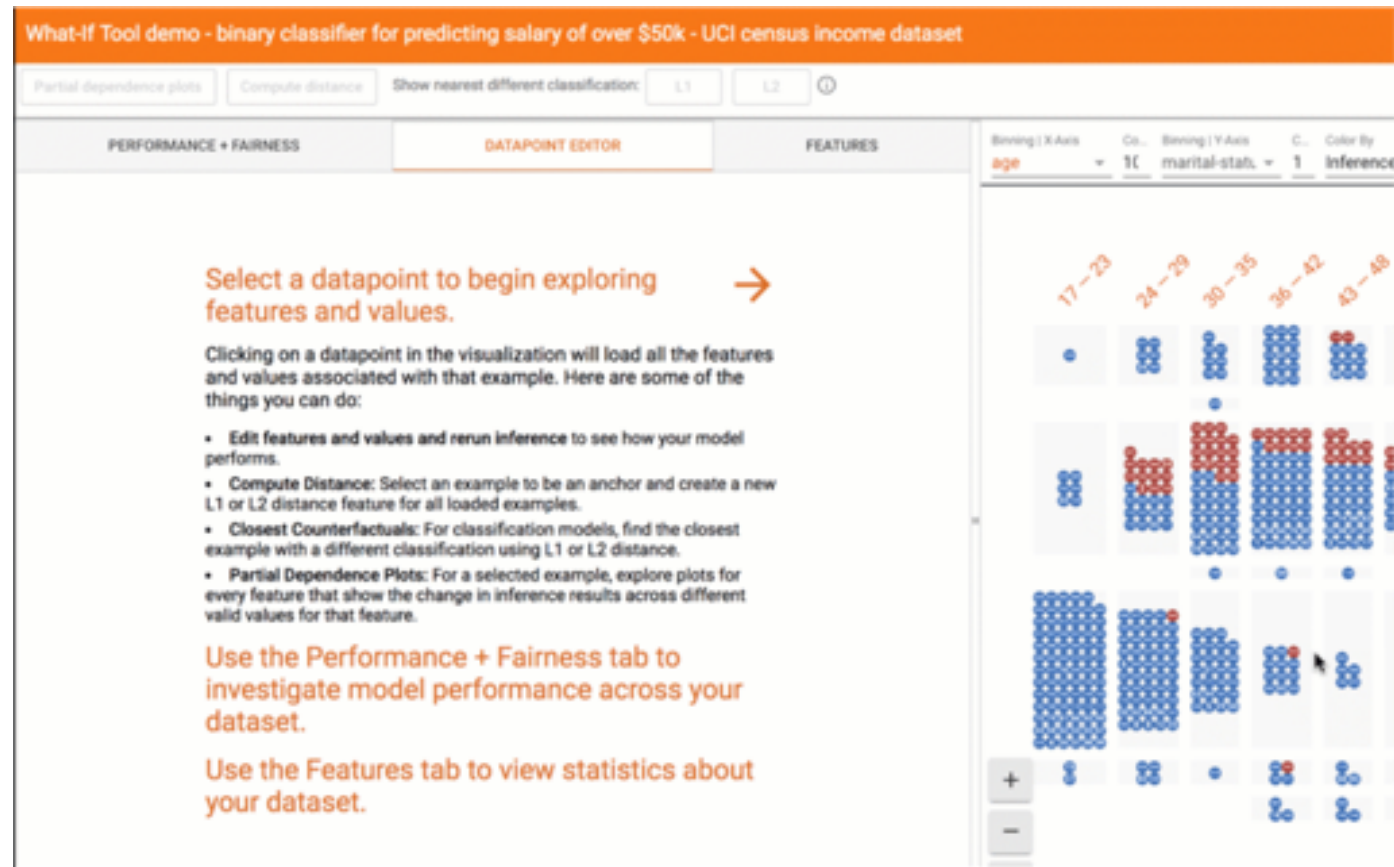 What-If Tool demo - binary classifier for predicting salary of over $50k - UCI census income dataset
Partial dependence plots Compute distance Show nearest different classification: L1 L2
PERFORMANCE + FAIRNESS DATAPOINT EDITOR FEATURES
Binning | X-Axis Co... Binning | Y-Axis C... Color By
age 1( marital-statu 1 Inference
17 – 23 24 – 29 30 – 35 36 – 42 43 – 48
Select a datapoint to begin exploring
features and values.
Clicking on a datapoint in the visualization will load all the features
and values associated with that example. Here are some of the
things you can do:
• Edit features and values and rerun inference to see how your model
performs.
• Compute Distance: Select an example to be an anchor and create a new
L1 or L2 distance feature for all loaded examples.
• Closest Counterfactuals: For classification models, find the closest
example with a different classification using L1 or L2 distance.
• Partial Dependence Plots: For a selected example, explore plots for
every feature that show the change in inference results across different
valid values for that feature.
Use the Performance + Fairness tab to
investigate model performance across your
dataset.
Use the Features tab to view statistics about
your dataset.
+
−